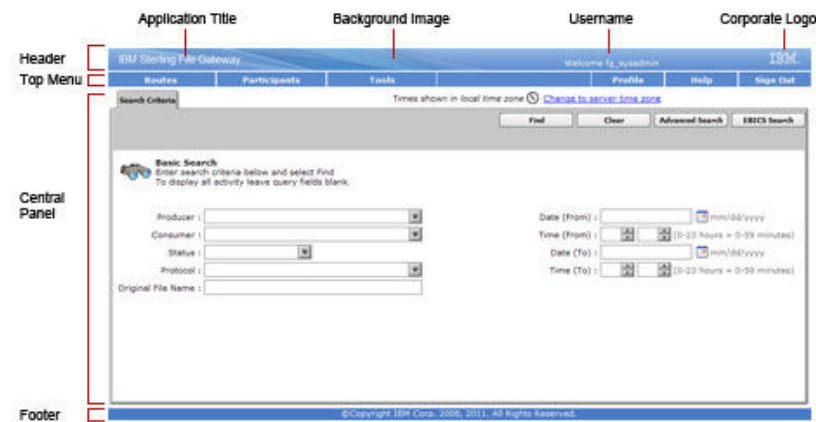 Application Title Background Image Username Corporate Logo
Header
IBM Sterling File Gateway Welcome fg_sysadmin IBM.
Top Menu
Routes Participants Tools Profile Help Sign Out
Search Criteria
Times shown in local time zone Change to server time zone
Find Clear Advanced Search EBICS Search
Basic Search
Enter search criteria below and select Find
To display all activity leave query fields blank.
Central
Panel
Producer : Date (From) : mm/dd/yyyy
Consumer : Time (From) : : (0-23 hours = 0-59 minutes)
Status : Date (To) : mm/dd/yyyy
Protocol : Time (To) : : (0-23 hours = 0-59 minutes)
Original File Name :
Footer
©Copyright IBM Corp. 2008, 2011. All Rights Reserved.